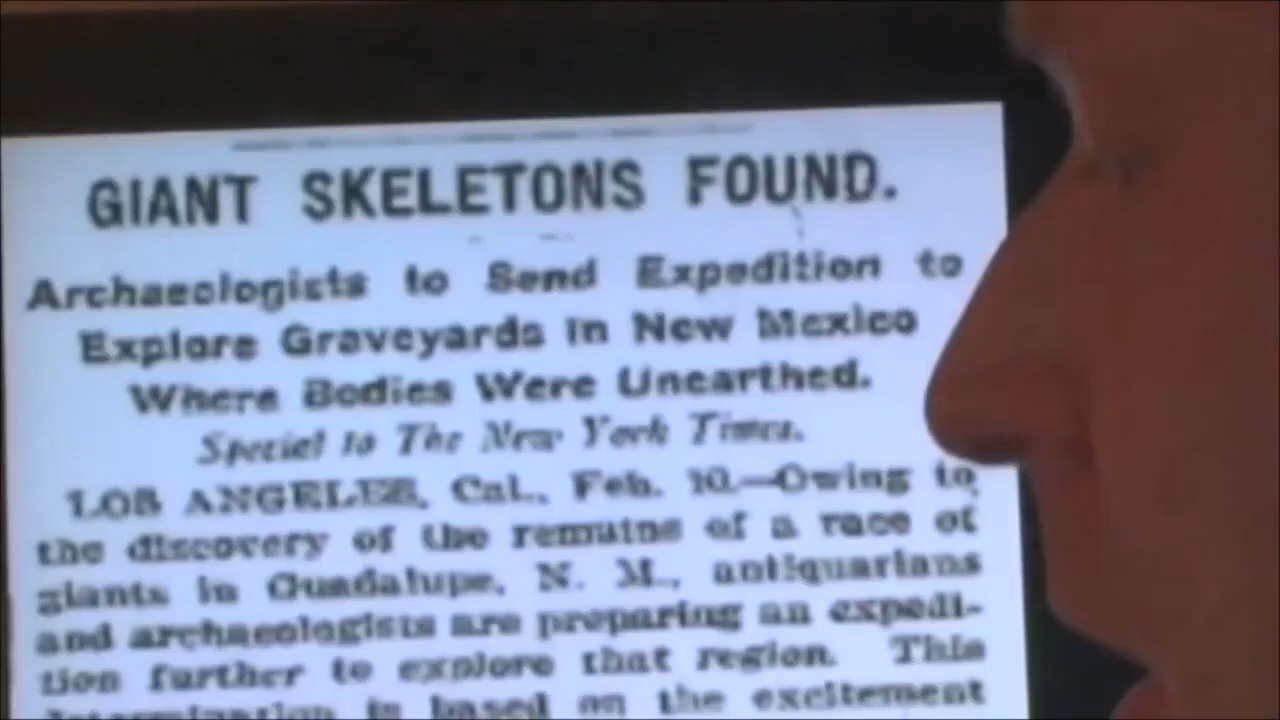 GIANT SKELETONS FOUND.
Archaeologists to Send Expedition to
Explore Graveyards in New Mexico
Where Bodies Were Unearthed.
Special to The New York Times.
LOS ANGELES, Cal., Feb. 10.—Owing to
the discovery of the remains of a race of
giants in Guadalupe, N. M., antiquarians
and archaeologists are preparing an expedi-
tion further to explore that region. This
determination is based on the excitement